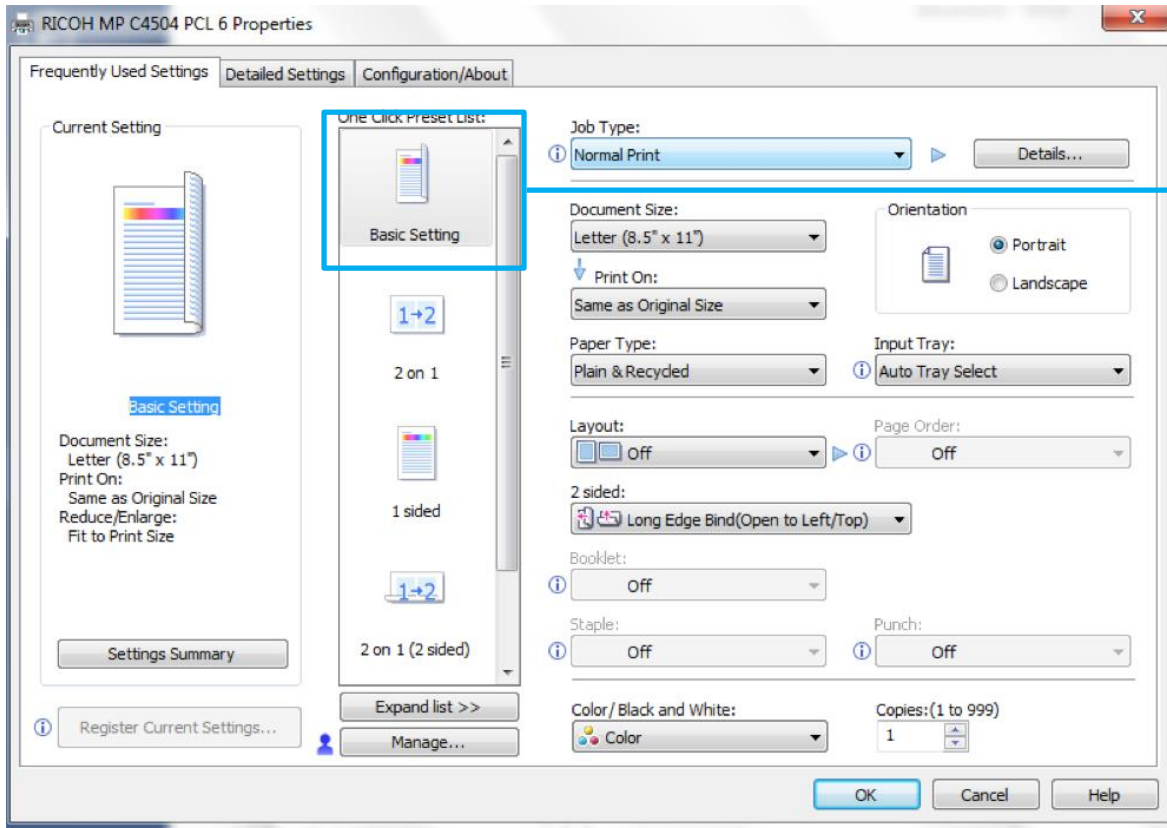 RICOH MP C4504 PCL 6 Properties
Frequently Used Settings
Detailed Settings
Configuration/About
Current Setting
Basic Setting
Document Size:
Letter (8.5" x 11")
Print On:
Same as Original Size
Reduce/Enlarge:
Fit to Print Size
Settings Summary
Register Current Settings...
One Click Preset List:
Basic Setting
1→2
2 on 1
1 sided
1→2
2 on 1 (2 sided)
Expand list >>
Manage...
Job Type:
Normal Print
Details...
Document Size:
Letter (8.5" x 11")
Print On:
Same as Original Size
Orientation
Portrait
Landscape
Paper Type:
Plain & Recycled
Input Tray:
Auto Tray Select
Layout:
Off
Page Order:
Off
2 sided:
Long Edge Bind(Open to Left/Top)
Booklet:
Off
Staple:
Off
Punch:
Off
Color/ Black and White:
Color
Copies:(1 to 999)
1
OK
Cancel
Help